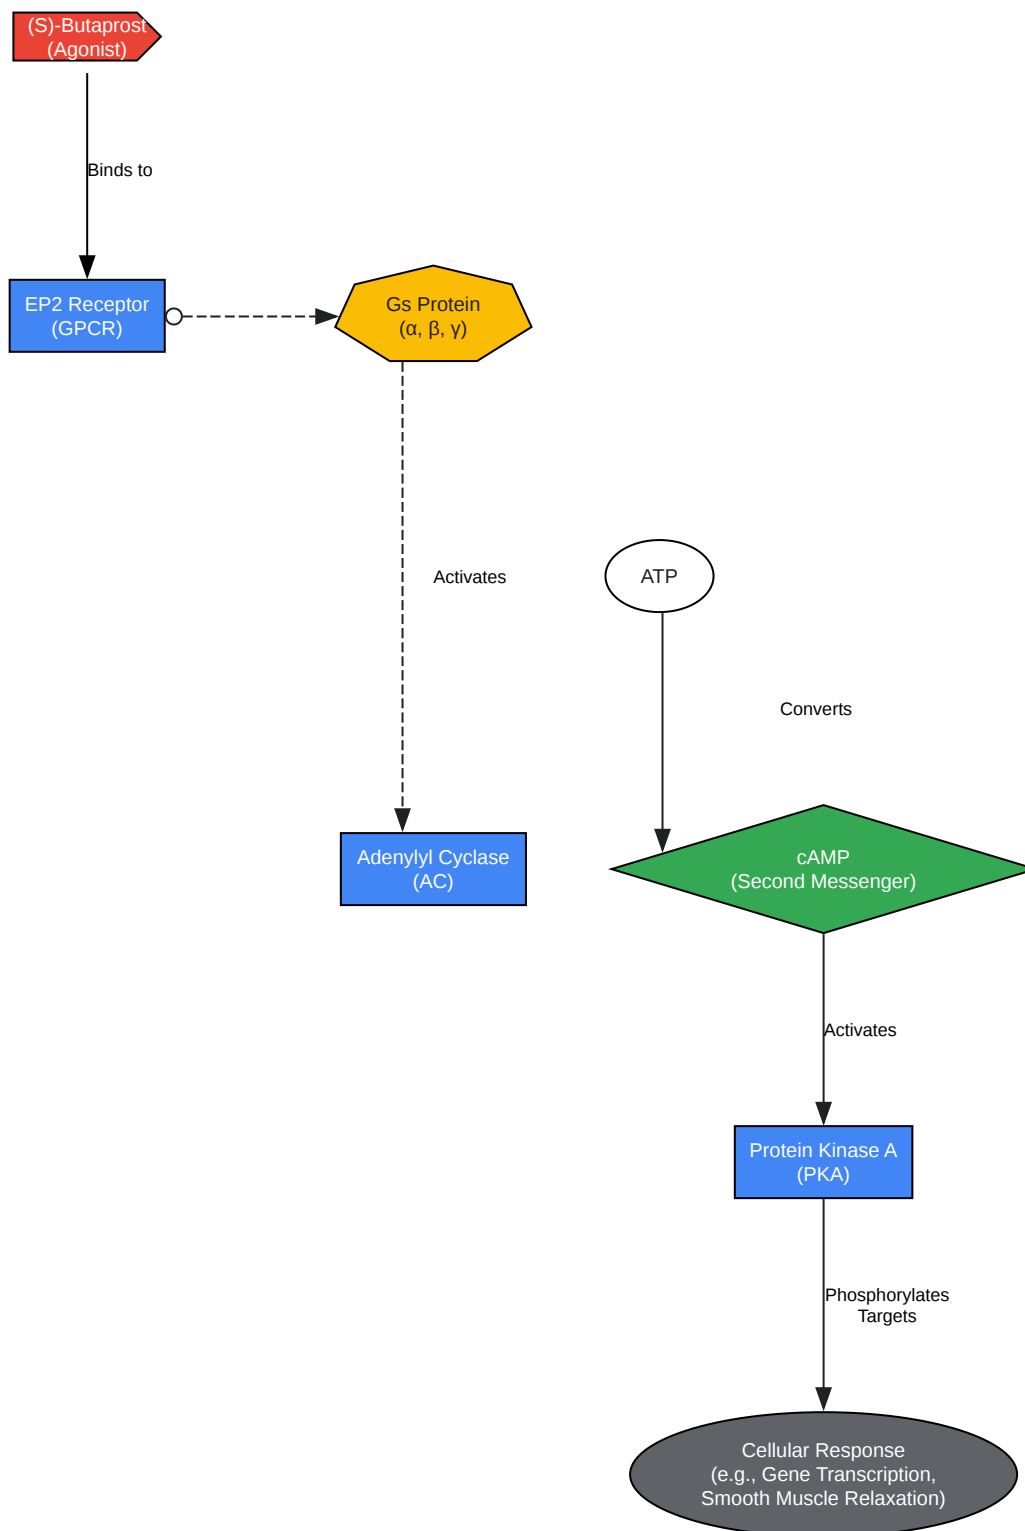 (S)-Butaprost
(Agonist)
Binds to
EP2 Receptor
(GPCR)
Gs Protein
(α, β, γ)
Activates
ATP
Converts
Adenylyl Cyclase
(AC)
cAMP
(Second Messenger)
Activates
Protein Kinase A
(PKA)
Phosphorylates
Targets
Cellular Response
(e.g., Gene Transcription,
Smooth Muscle Relaxation)